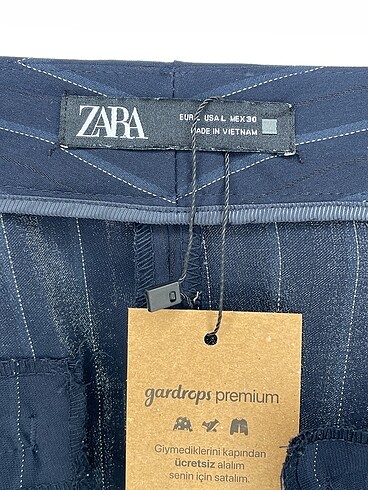 ZARA
EUR L USA L MEX 30
MADE IN VIETNAM
gardrops premium
Giymediklerini kapından
ücretsiz alalım
senin için satalım.